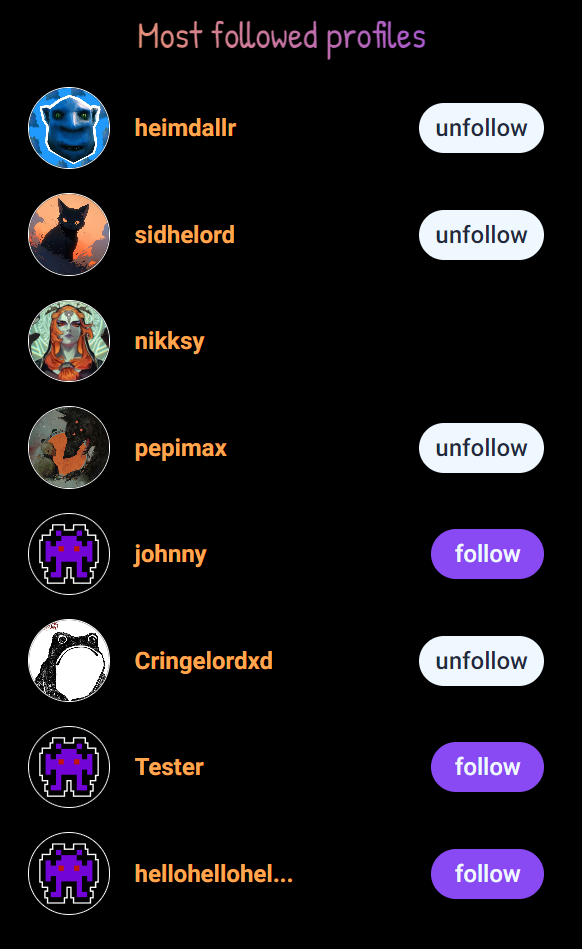 Most followed profiles
heimdallr unfollow
sidhelord unfollow
nikksy
pepimax unfollow
johnny follow
Cringelordxd unfollow
Tester follow
hellohellohel... follow